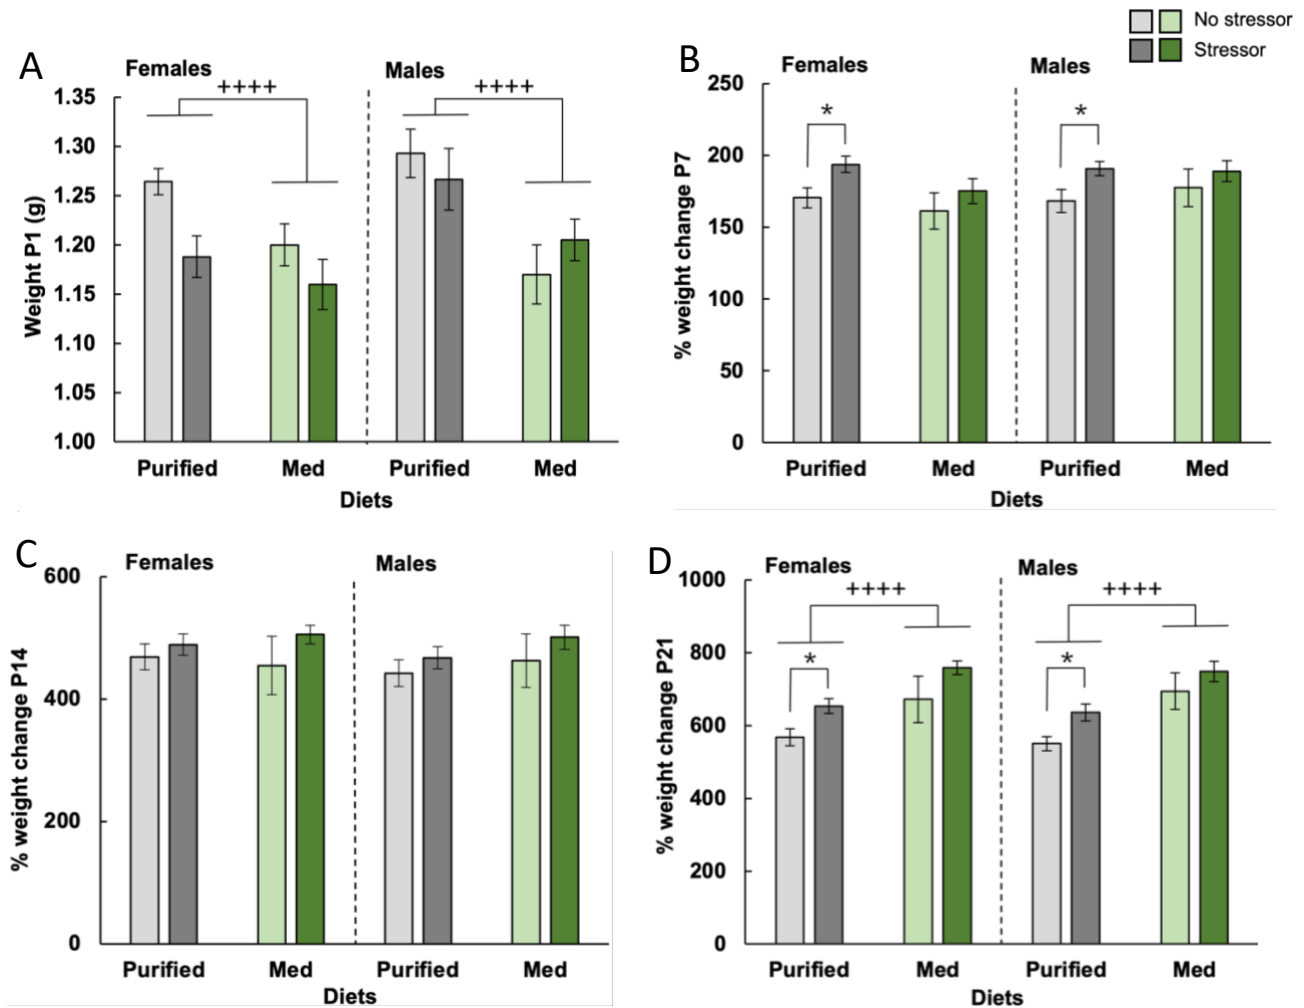 No stressor
Stressor
A
Females
Males
++++
++++
Weight P1 (g)
1.35
1.30
1.25
1.20
1.15
1.10
1.05
1.00
Purified
Med
Purified
Med
Diets
B
Females
Males
*
*
% weight change P7
250
200
150
100
50
0
Purified
Med
Purified
Med
Diets
C
Females
Males
% weight change P14
600
400
200
0
Purified
Med
Purified
Med
Diets
D
Females
Males
++++
++++
*
*
% weight change P21
1000
800
600
400
200
0
Purified
Med
Purified
Med
Diets